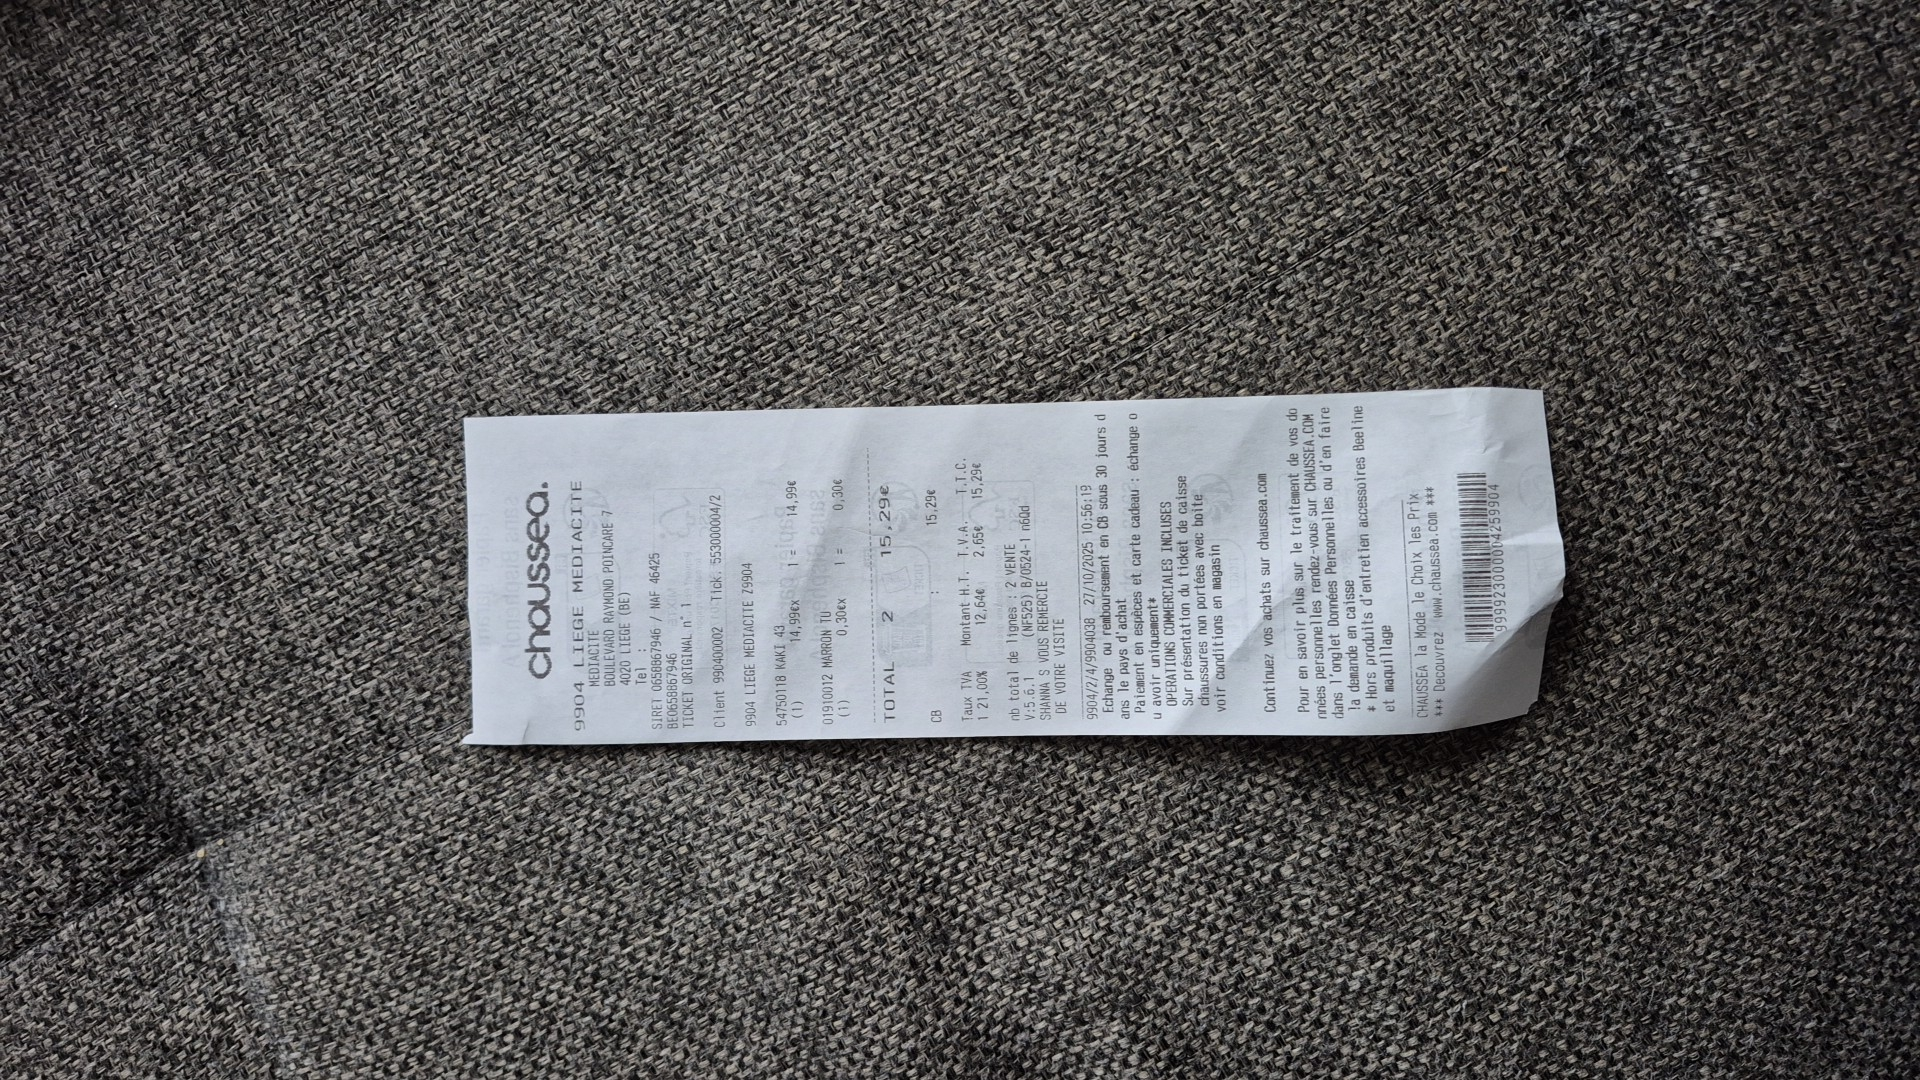 chaussea.
9904 LIEGE MEDIACITE
MEDIACITE
BOULEVARD RAYMOND POINCARE 7
4020 LIEGE (BE)
Tel :
SIRET 0658867946 / NAF 46425
BE0658867946
TICKET ORIGINAL n° 1
Client 990400002 Tick. 55300004/2
9904 LIEGE MEDIACITE Z9904
54750118 KAKI 43
(1) 14,99€x 1 = 14,99€
01910012 MARRON TU
(1) 0,30€x 1 = 0,30€
TOTAL 2 15,29€
CB : 15,29€
Taux TVA Montant H.T. T.V.A. T.T.C.
1 21,00% 12,64€ 2,65€ 15,29€
nb total de lignes : 2 VENTE
V:5.6.1 (NF525) B/0524-1 n6Qd
SHANNA S VOUS REMERCIE
DE VOTRE VISITE
9904/2/4/9904038 27/10/2025 10:56:19
Echange ou remboursement en CB sous 30 jours d
ans le pays d'achat
Paiement en espèces et carte cadeau : échange o
u avoir uniquement*
OPERATIONS COMMERCIALES INCLUSES
Sur présentation du ticket de caisse
chaussures non portées avec boîte
voir conditions en magasin
Continuez vos achats sur chaussea.com
Pour en savoir plus sur le traitement de vos do
nnées personnelles rendez-vous sur CHAUSSEA.COM
dans l'onglet Données Personnelles ou d'en faire
la demande en caisse
* Hors produits d'entretien accessoires Beeline
et maquillage
CHAUSSEA la Mode le Choix les Prix
*** Decouvrez www.chaussea.com ***